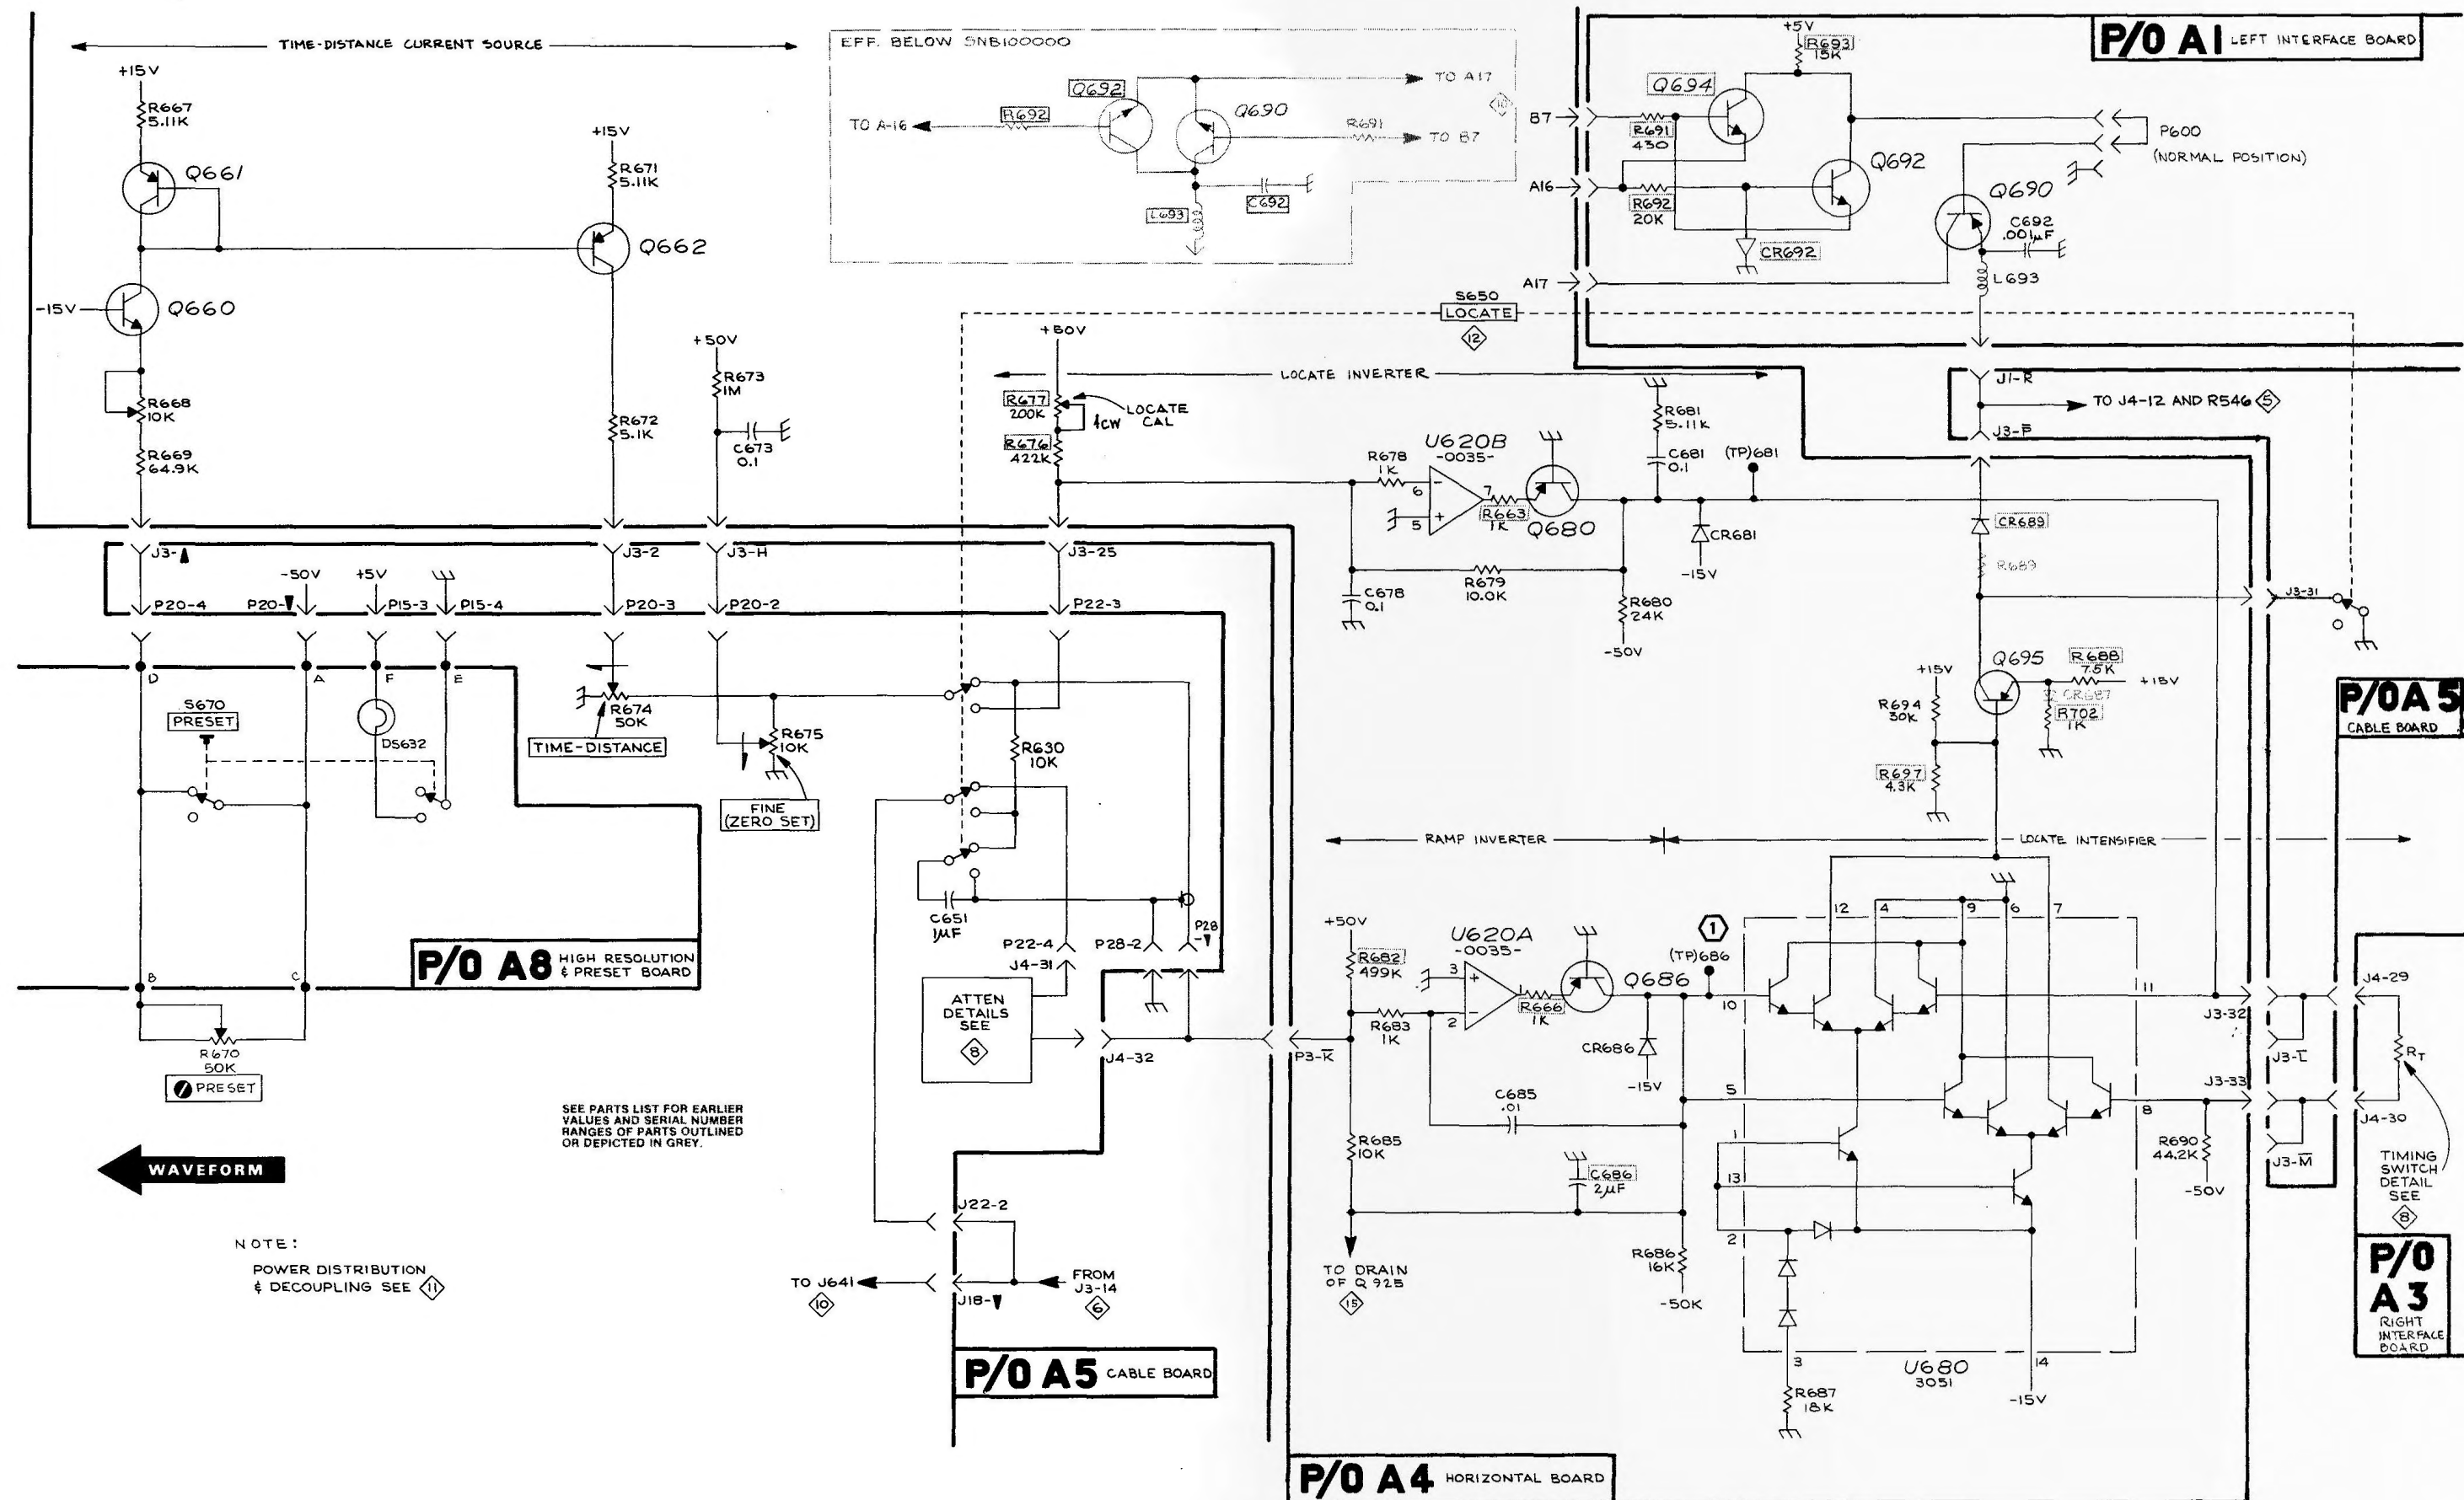 TIME-DISTANCE CURRENT SOURCE
+15V
R667
5.11K
Q661
+15V
R671
5.11K
Q662
-15V
Q660
R668
10K
R669
64.9K
R672
5.1K
+50V
R673
1M
C673
0.1
EFF. BELOW SNB100000
Q692
Q690
TO A17
R692
TO A-16
R691
TO B7
C692
L693
10
P/O A1 LEFT INTERFACE BOARD
+5V
R693
15K
Q694
B7
R691
430
Q692
P600
(NORMAL POSITION)
A16
R692
20K
Q690
C692
.001µF
CR692
L693
A17
S650
LOCATE
12
J1-R
TO J4-12 AND R546 5
J3-F
+50V
LOCATE INVERTER
R677
200K
LOCATE
CAL
CW
R676
422K
R678
1K
U620B
-0035-
6
5
7
R663
1K
Q680
R681
5.11K
C681
0.1
(TP)681
CR681
-15V
C678
0.1
R679
10.0K
R680
24K
-50V
CR689
R689
J3-31
J3-▲
J3-2
J3-H
J3-25
-50V
+5V
P20-4
P20-▼
P15-3
P15-4
P20-3
P20-2
P22-3
D
A
F
E
S670
PRESET
DS632
R674
50K
TIME-DISTANCE
R675
10K
FINE
(ZERO SET)
R630
10K
C651
1µF
P22-4
P28-2
P28
-▼
J4-31
ATTEN
DETAILS
SEE
8
J4-32
P3-K
P/O A8 HIGH RESOLUTION
& PRESET BOARD
B
C
R670
50K
PRESET
WAVEFORM
SEE PARTS LIST FOR EARLIER
VALUES AND SERIAL NUMBER
RANGES OF PARTS OUTLINED
OR DEPICTED IN GREY.
NOTE:
POWER DISTRIBUTION
& DECOUPLING SEE 11
J22-2
TO J641
10
FROM
J3-14
6
J18-▼
P/O A5 CABLE BOARD
Q695
R688
7.5K
+15V
+15V
CR687
R702
1K
R694
30K
R697
4.3K
P/O A5
CABLE BOARD
RAMP INVERTER
LOCATE INTENSIFIER
+50V
R682
499K
U620A
-0035-
3
2
1
R666
1K
Q686
1
(TP)686
R683
1K
CR686
-15V
C685
.01
R685
10K
C686
2µF
TO DRAIN
OF Q925
15
R686
16K
-50K
12
4
9
6
7
10
11
5
8
1
13
2
3
14
U680
3051
R687
18K
-15V
J3-32
J3-L
J3-33
J3-M
R690
44.2K
-50V
J4-29
RT
J4-30
TIMING
SWITCH
DETAIL
SEE
8
P/O
A3
RIGHT
INTERFACE
BOARD
P/O A4 HORIZONTAL BOARD